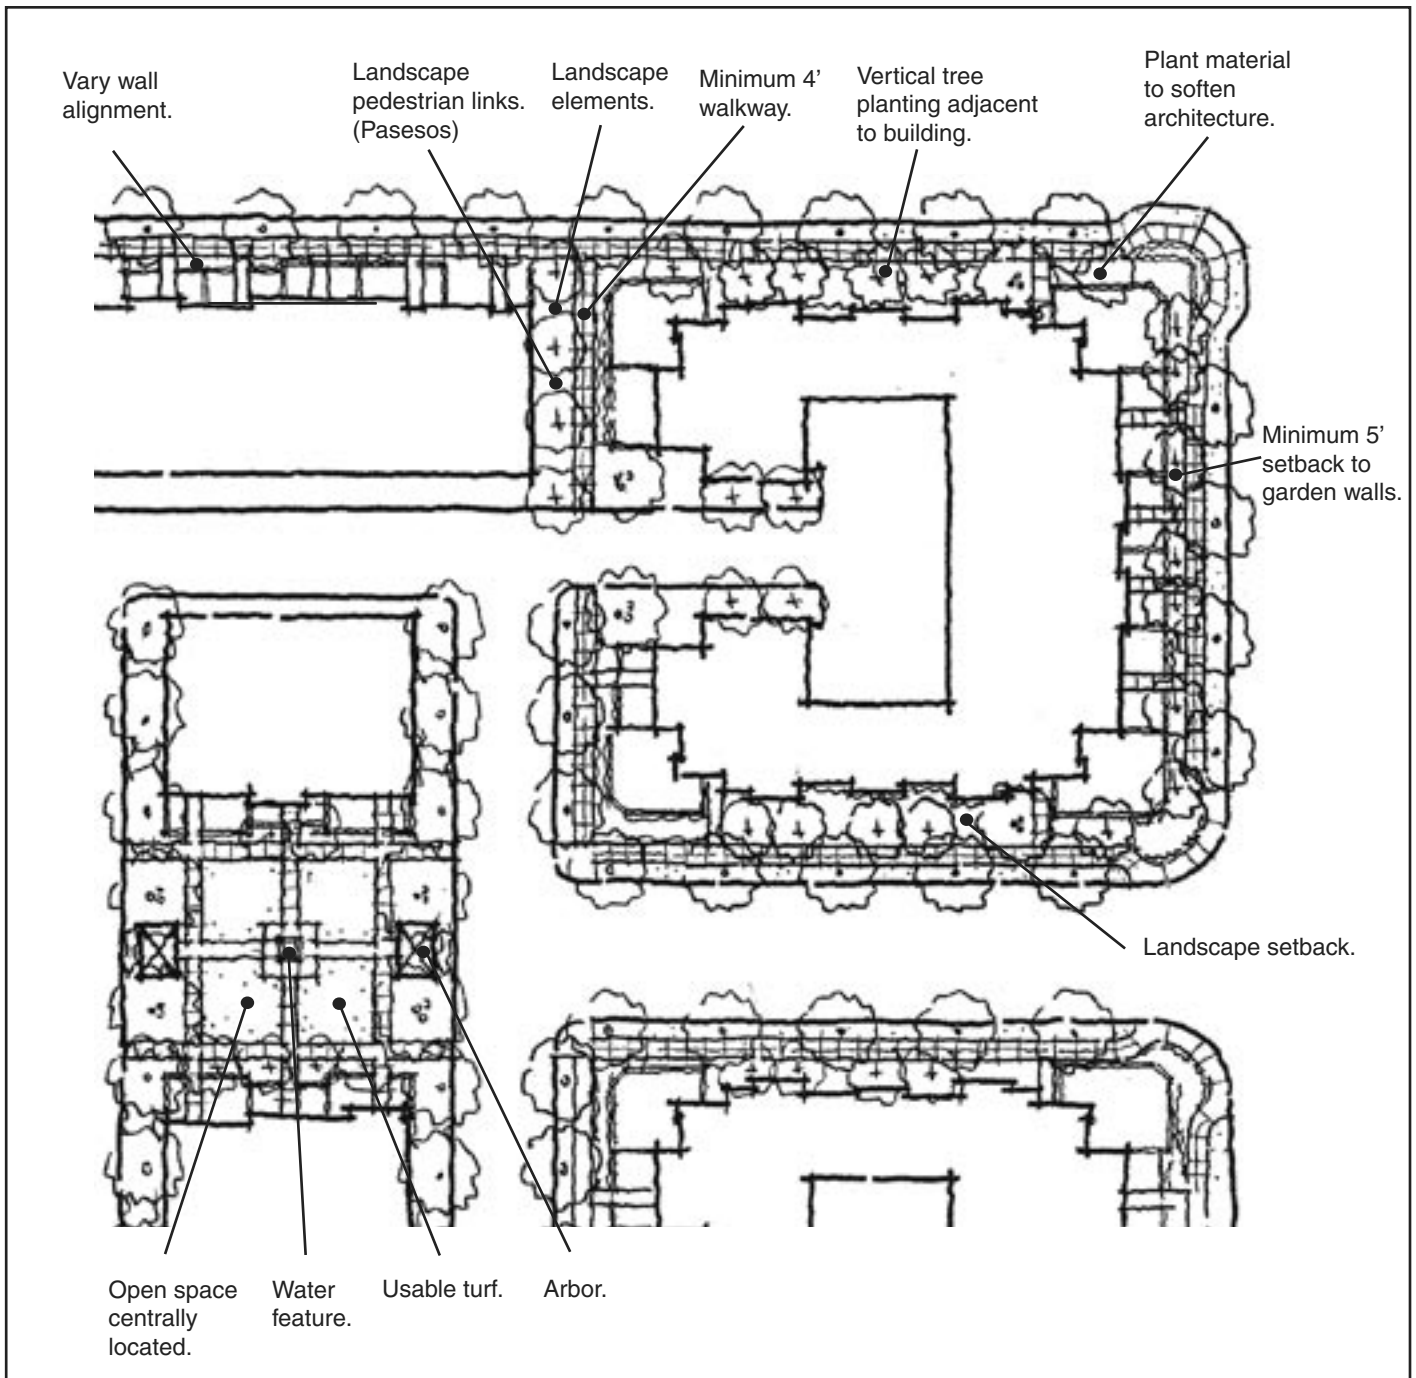 Vary wall
alignment.
Landscape
pedestrian links.
(Pasesos)
Landscape
elements.
Minimum 4’
walkway.
Vertical tree
planting adjacent
to building.
Plant material
to soften
architecture.
Minimum 5’
setback to
garden walls.
Landscape setback.
Open space
centrally
located.
Water
feature.
Usable turf.
Arbor.